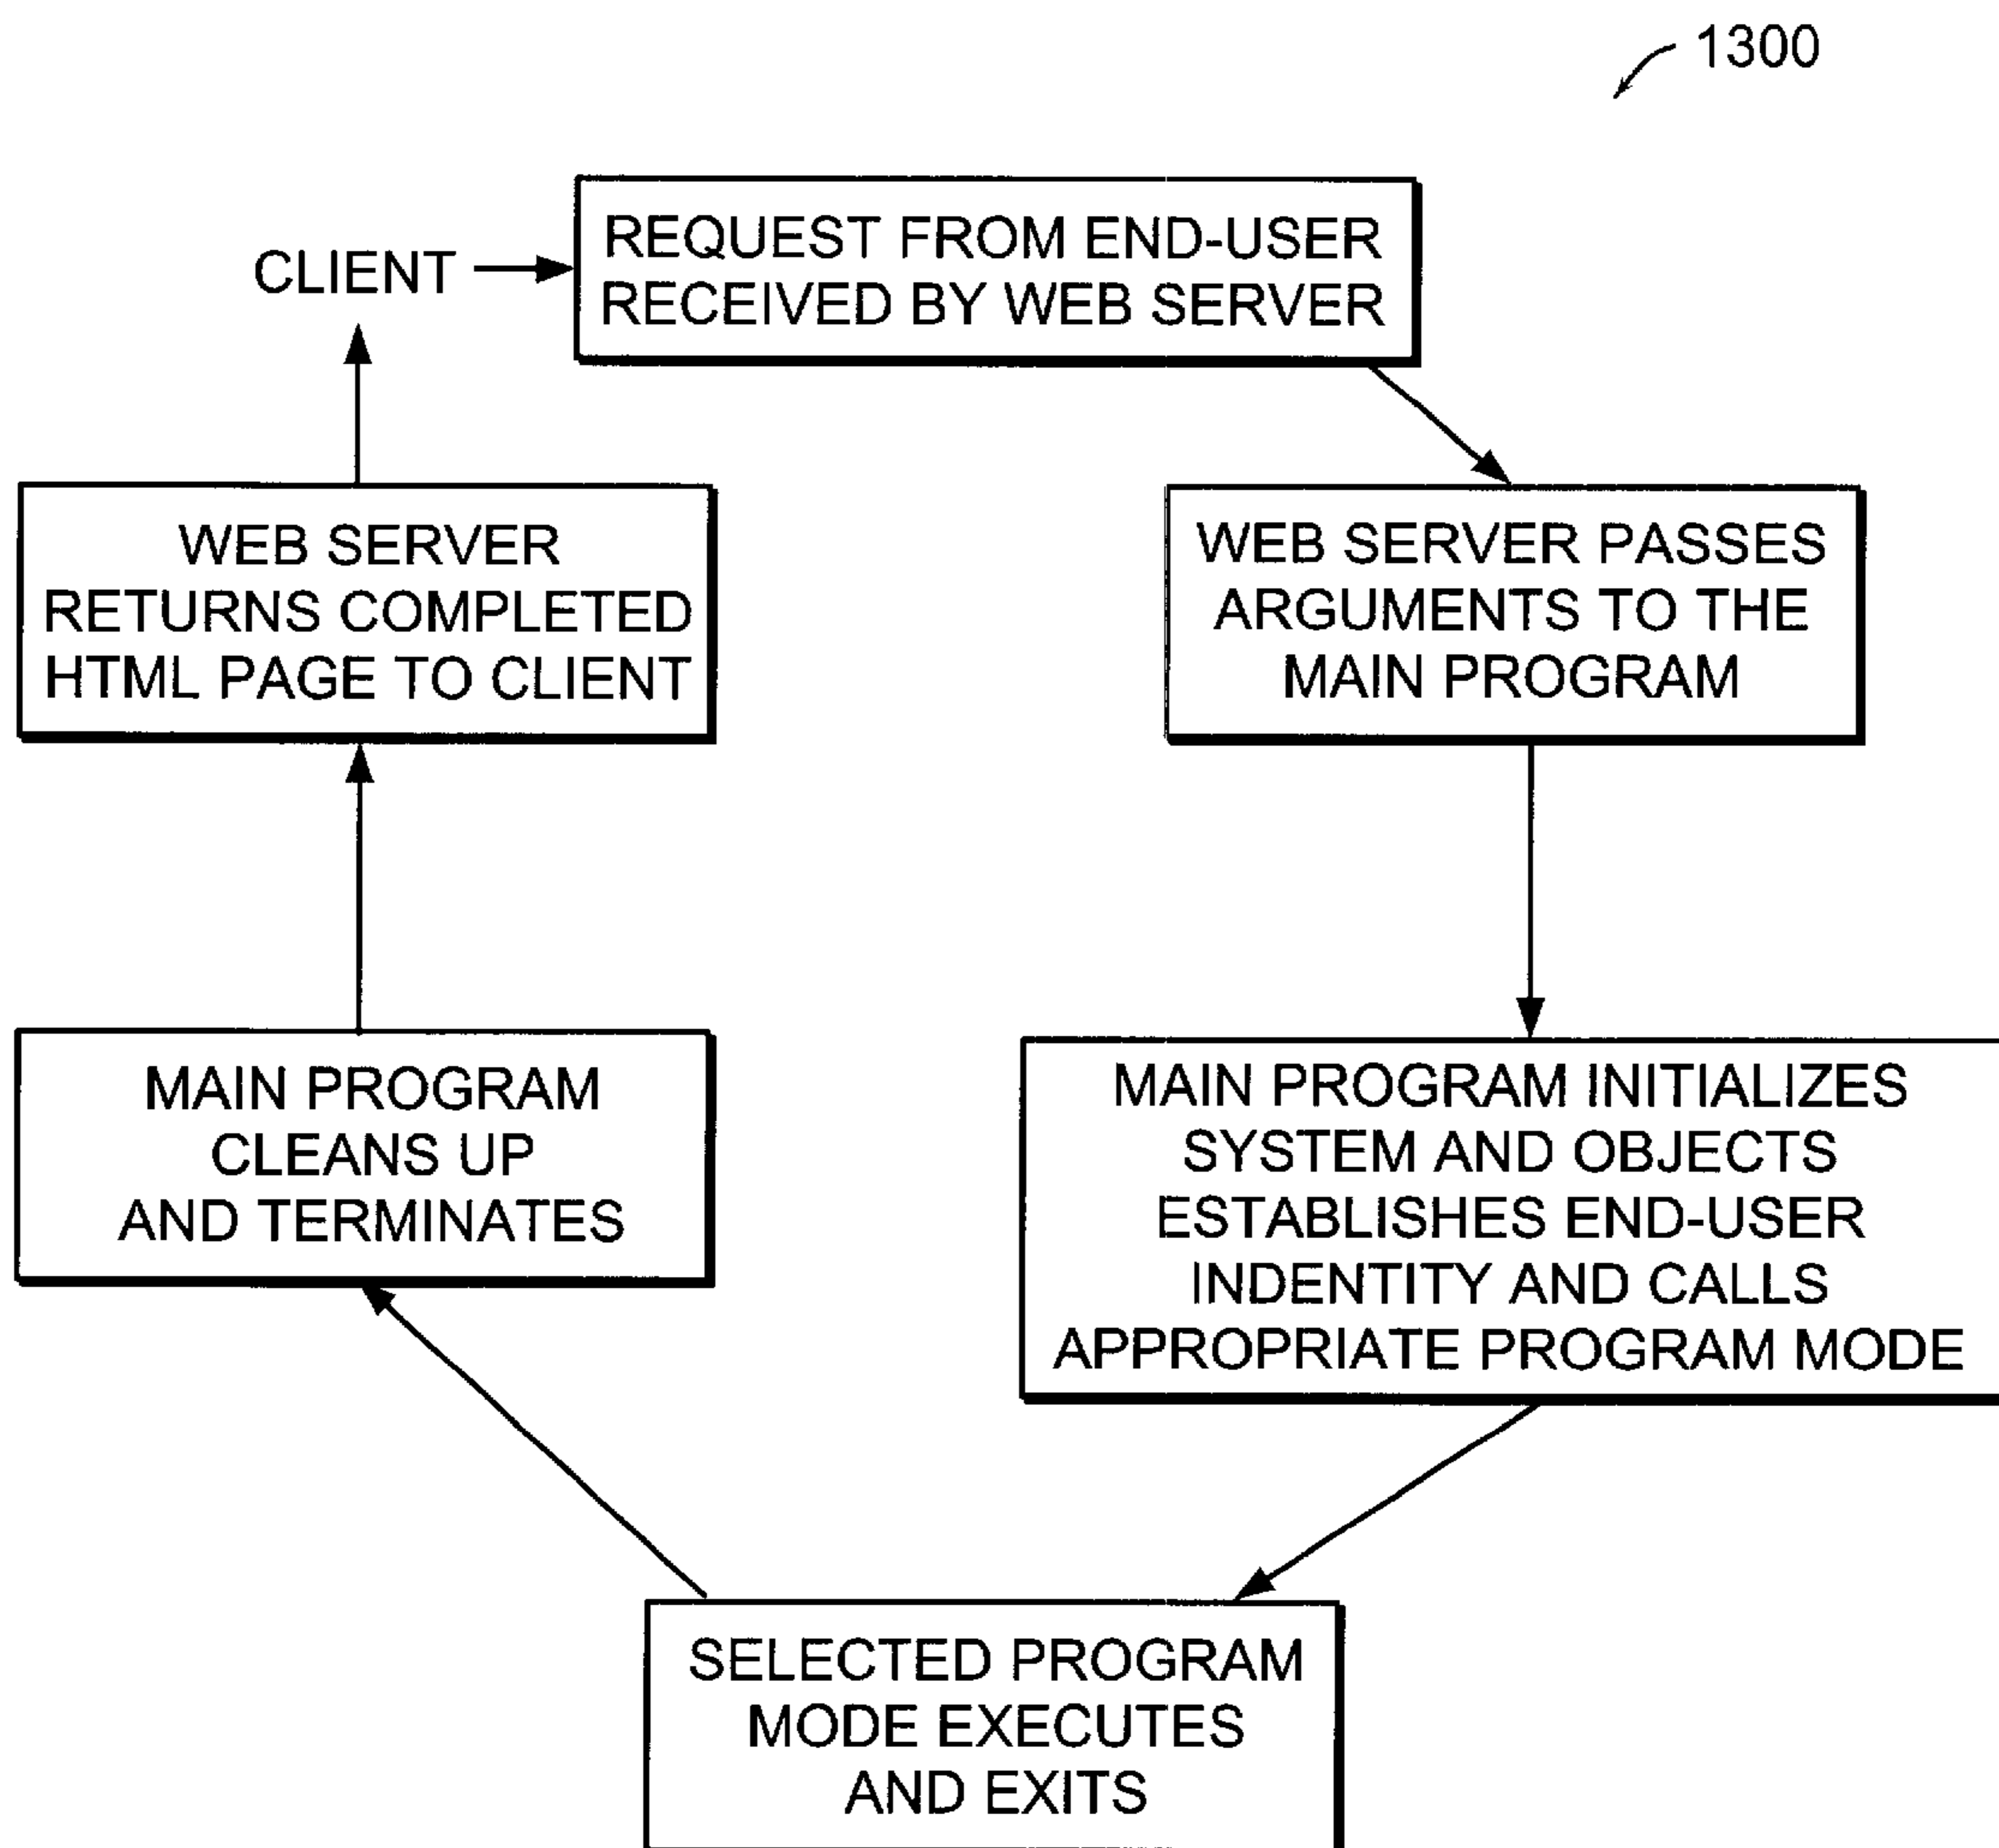 1300
CLIENT
REQUEST FROM END-USER
RECEIVED BY WEB SERVER
WEB SERVER PASSES
ARGUMENTS TO THE
MAIN PROGRAM
MAIN PROGRAM INITIALIZES
SYSTEM AND OBJECTS
ESTABLISHES END-USER
INDENTITY AND CALLS
APPROPRIATE PROGRAM MODE
SELECTED PROGRAM
MODE EXECUTES
AND EXITS
MAIN PROGRAM
CLEANS UP
AND TERMINATES
WEB SERVER
RETURNS COMPLETED
HTML PAGE TO CLIENT